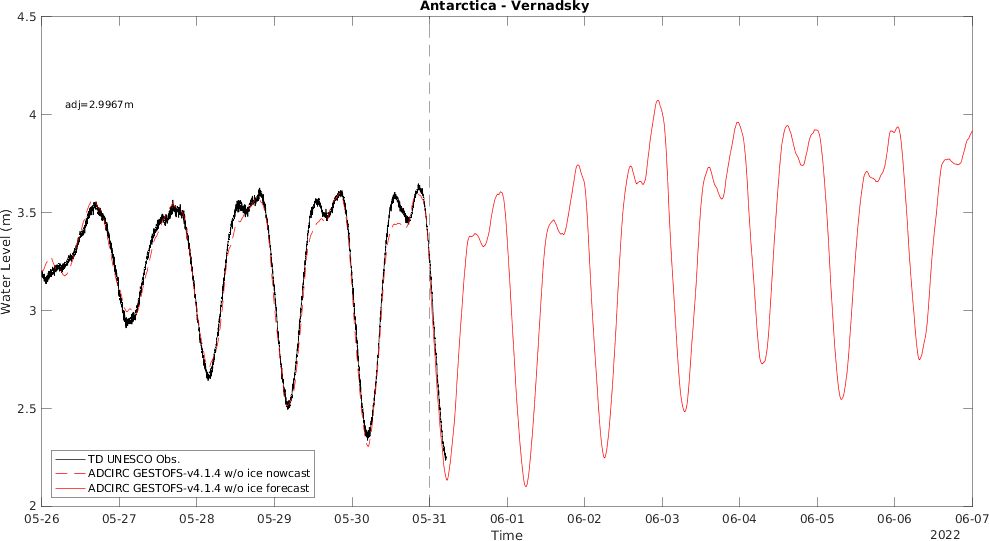 Antarctica - Vernadsky
4.5
4
3.5
3
2.5
2
Water Level (m)
adj=2.9967m
TD UNESCO Obs.
ADCIRC GESTOFS-v4.1.4 w/o ice nowcast
ADCIRC GESTOFS-v4.1.4 w/o ice forecast
05-26 05-27 05-28 05-29 05-30 05-31 06-01 06-02 06-03 06-04 06-05 06-06 06-07
Time
2022